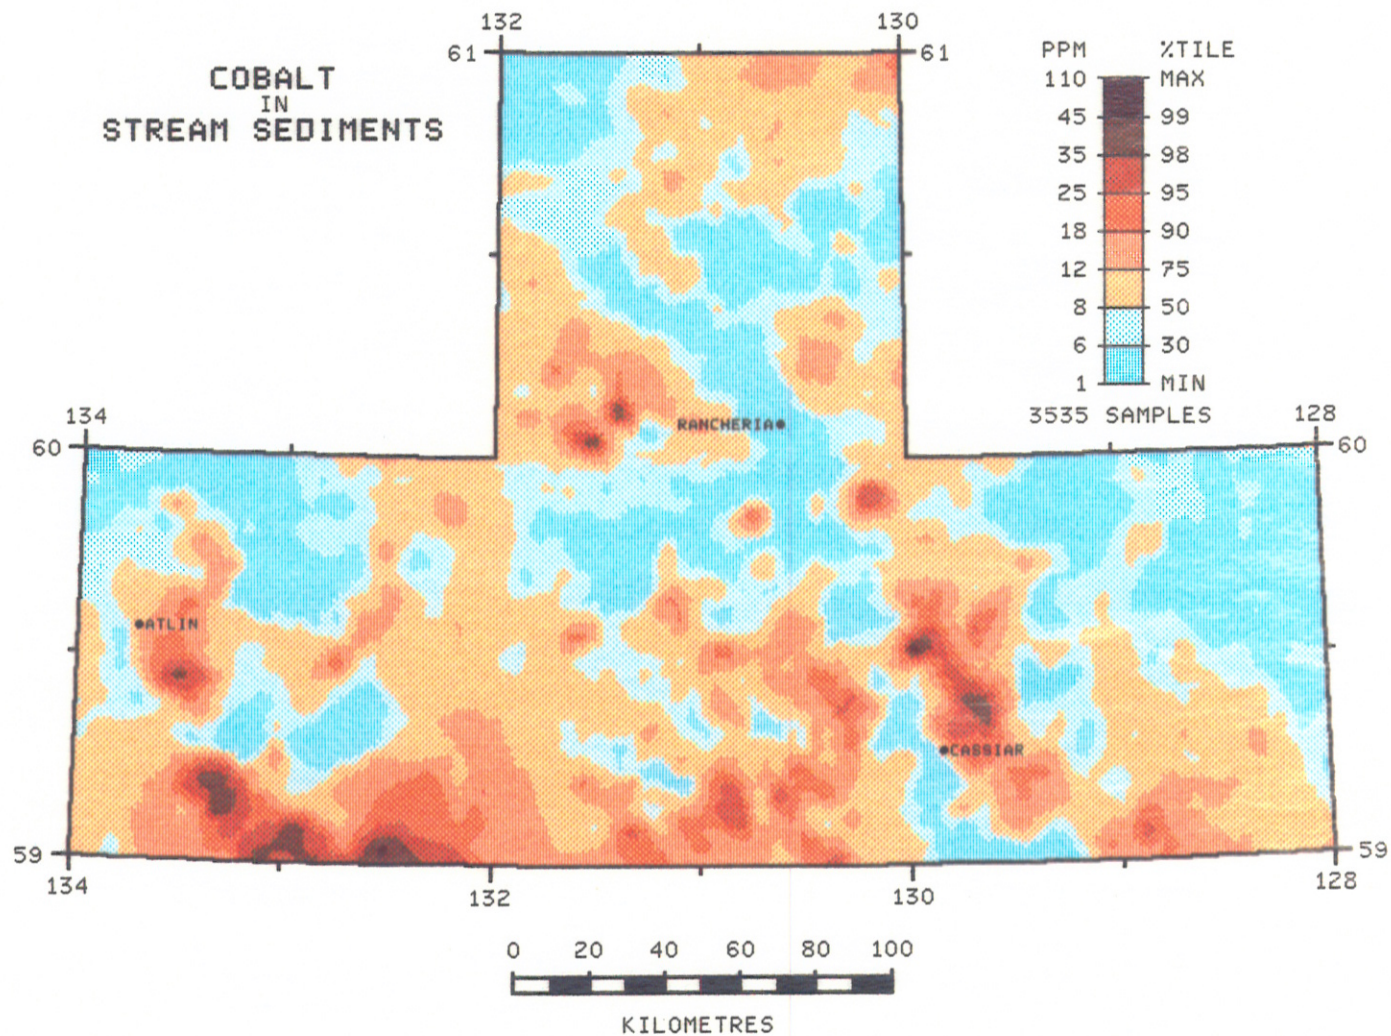 132 130
61 61
COBALT
IN
STREAM SEDIMENTS
PPM %TILE
110 MAX
45 99
35 98
25 95
18 90
12 75
8 50
6 30
1 MIN
3535 SAMPLES
134 128
60 60
RANCHERIA
ATLIN
CASSIAR
59 59
134 132 130 128
0 20 40 60 80 100
KILOMETRES